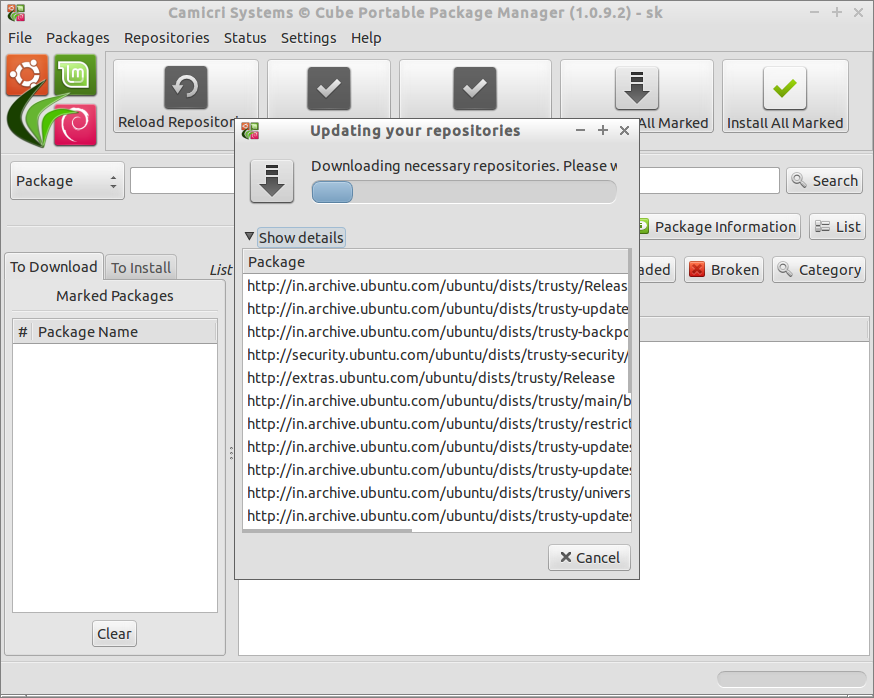 Camicri Systems © Cube Portable Package Manager (1.0.9.2) - sk
File Packages Repositories Status Settings Help
Reload Repositor
All Marked
Install All Marked
Updating your repositories
Downloading necessary repositories. Please w
Package
Search
Package Information
List
Show details
To Download
To Install
List
Broken
Category
Marked Packages
# Package Name
Package
http://in.archive.ubuntu.com/ubuntu/dists/trusty/Releas
http://in.archive.ubuntu.com/ubuntu/dists/trusty-update
http://in.archive.ubuntu.com/ubuntu/dists/trusty-backpo
http://security.ubuntu.com/ubuntu/dists/trusty-security/
http://extras.ubuntu.com/ubuntu/dists/trusty/Release
http://in.archive.ubuntu.com/ubuntu/dists/trusty/main/b
http://in.archive.ubuntu.com/ubuntu/dists/trusty/restrict
http://in.archive.ubuntu.com/ubuntu/dists/trusty-updates
http://in.archive.ubuntu.com/ubuntu/dists/trusty-updates
http://in.archive.ubuntu.com/ubuntu/dists/trusty/univers
http://in.archive.ubuntu.com/ubuntu/dists/trusty-updates
Cancel
Clear